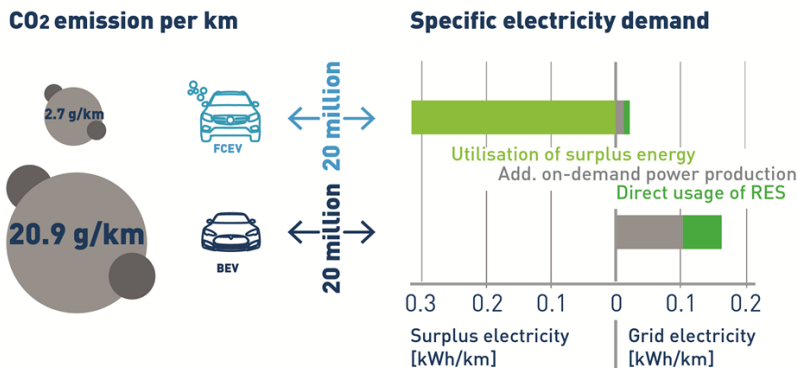 CO2 emission per km
2.7 g/km
FCEV
20 million
20.9 g/km
BEV
20 million
Specific electricity demand
Utilisation of surplus energy
Add. on-demand power production
Direct usage of RES
0.3 0.2 0.1 0 0.1 0.2
Surplus electricity
[kWh/km]
Grid electricity
[kWh/km]